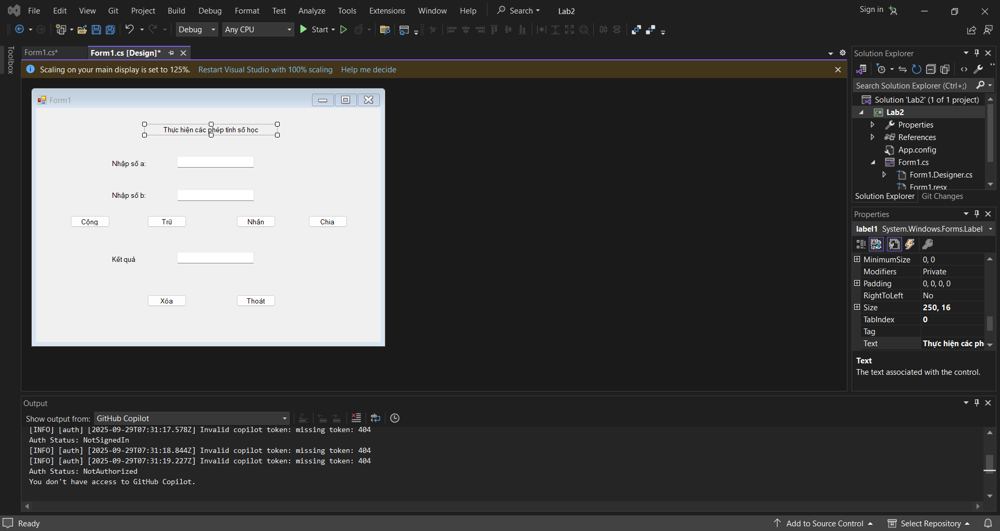 File Edit View Git Project Build Debug Format Test Analyze Tools Extensions Window Help Search Lab2 Sign in
Debug Any CPU Start
Toolbox
Form1.cs* Form1.cs [Design]*
Scaling on your main display is set to 125%. Restart Visual Studio with 100% scaling Help me decide
Form1
Thực hiện các phép tính số học
Nhập số a:
Nhập số b:
Cộng Trừ Nhân Chia
Kết quả
Xóa Thoát
Solution Explorer
Search Solution Explorer (Ctrl+;)
Solution 'Lab2' (1 of 1 project)
C# Lab2
Properties
References
App.config
Form1.cs
Form1.Designer.cs
Form1.resx
Solution Explorer Git Changes
Properties
label1 System.Windows.Forms.Label
MinimumSize 0, 0
Modifiers Private
Padding 0, 0, 0, 0
RightToLeft No
Size 250, 16
TabIndex 0
Tag
Text Thực hiện các ph
Text
The text associated with the control.
Output
Show output from: GitHub Copilot
[INFO] [auth] [2025-09-29T07:31:17.578Z] Invalid copilot token: missing token: 404
Auth Status: NotSignedIn
[INFO] [auth] [2025-09-29T07:31:18.844Z] Invalid copilot token: missing token: 404
[INFO] [auth] [2025-09-29T07:31:19.227Z] Invalid copilot token: missing token: 404
Auth Status: NotAuthorized
You don't have access to GitHub Copilot.
Ready Add to Source Control Select Repository